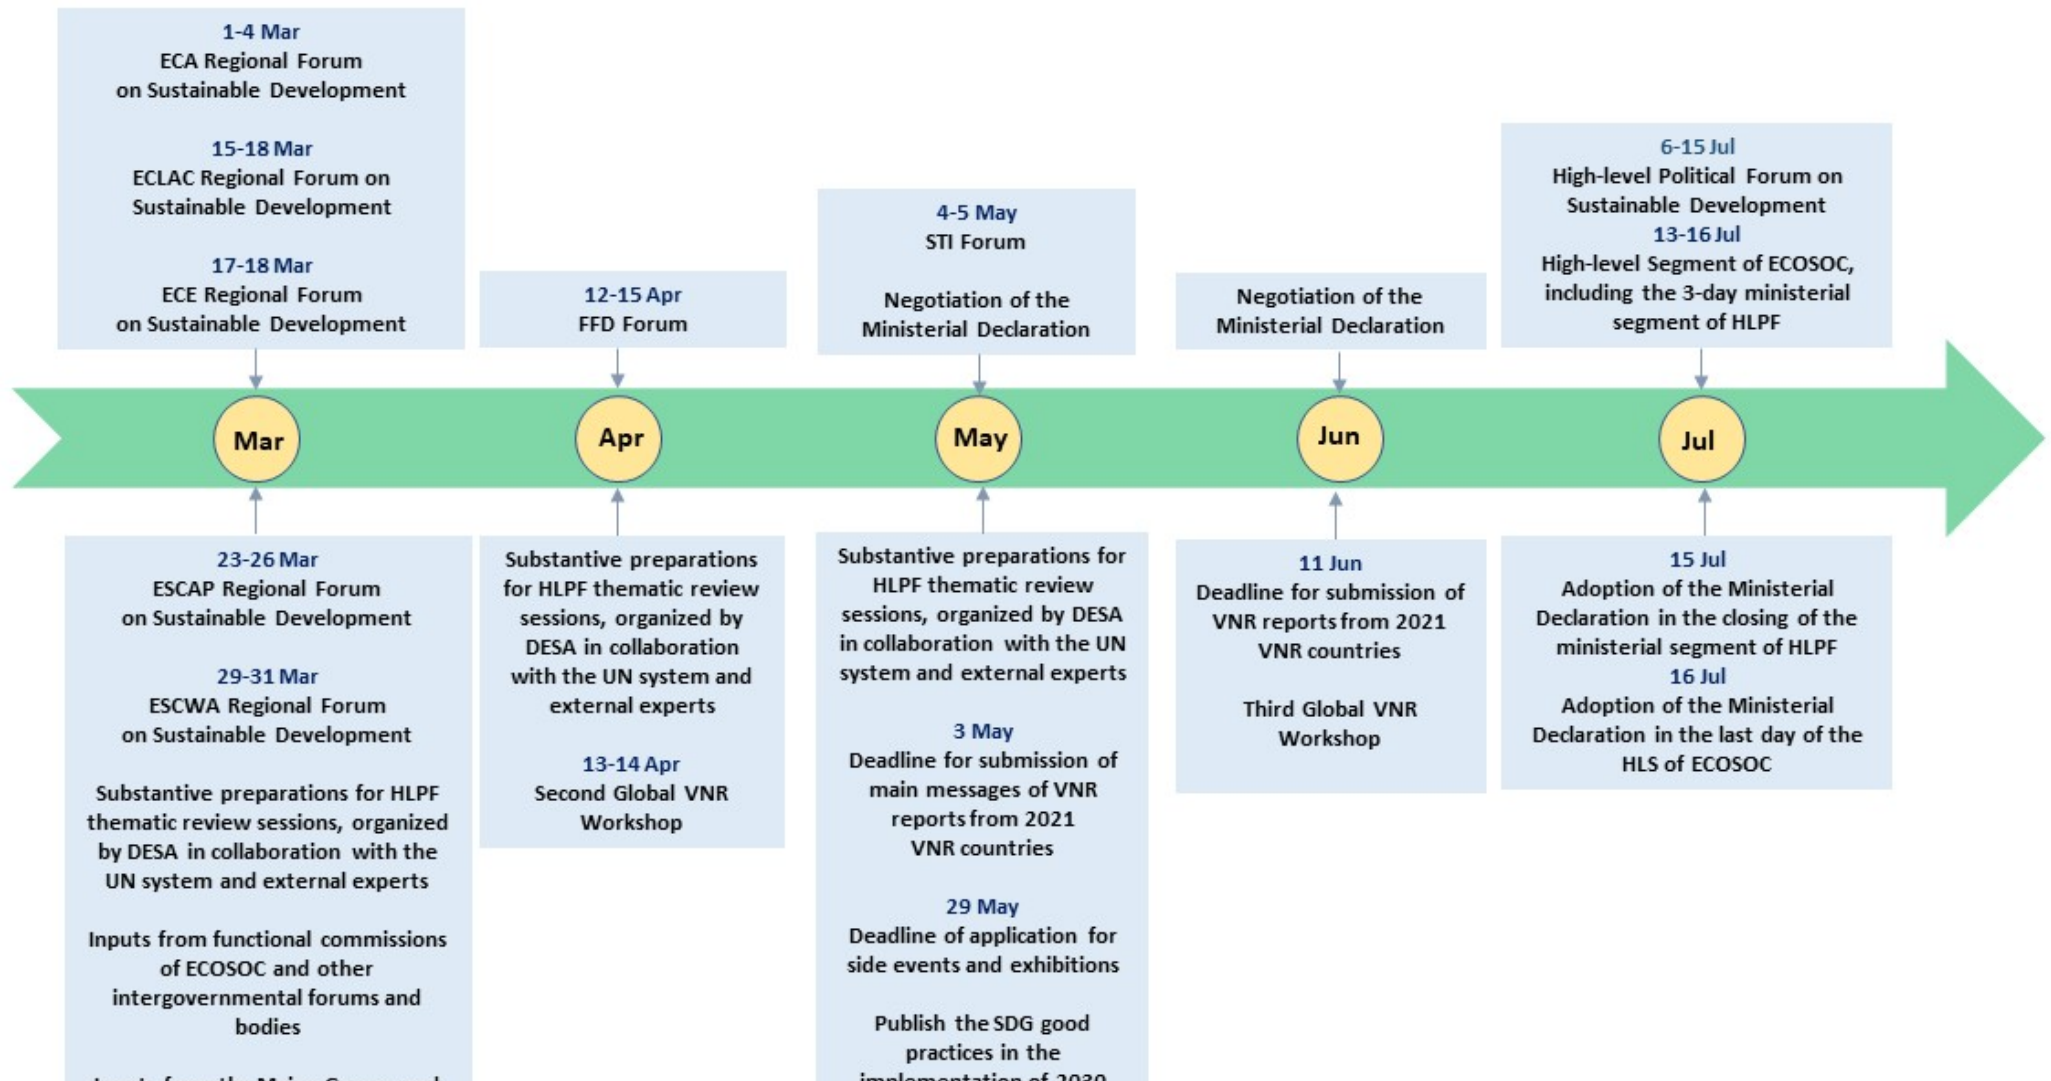 1-4 Mar
ECA Regional Forum
on Sustainable Development
15-18 Mar
ECLAC Regional Forum on
Sustainable Development
17-18 Mar
ECE Regional Forum
on Sustainable Development
12-15 Apr
FFD Forum
4-5 May
STI Forum
Negotiation of the
Ministerial Declaration
Negotiation of the
Ministerial Declaration
6-15 Jul
High-level Political Forum on
Sustainable Development
13-16 Jul
High-level Segment of ECOSOC,
including the 3-day ministerial
segment of HLPF
Mar
Apr
May
Jun
Jul
23-26 Mar
ESCAP Regional Forum
on Sustainable Development
29-31 Mar
ESCWA Regional Forum
on Sustainable Development
Substantive preparations for HLPF
thematic review sessions, organized
by DESA in collaboration with the
UN system and external experts
Inputs from functional commissions
of ECOSOC and other
intergovernmental forums and
bodies
Substantive preparations
for HLPF thematic review
sessions, organized by
DESA in collaboration
with the UN system and
external experts
13-14 Apr
Second Global VNR
Workshop
Substantive preparations for
HLPF thematic review
sessions, organized by DESA
in collaboration with the UN
system and external experts
3 May
Deadline for submission of
main messages of VNR
reports from 2021
VNR countries
29 May
Deadline of application for
side events and exhibitions
Publish the SDG good
practices in the
implementation of 2030
11 Jun
Deadline for submission of
VNR reports from 2021
VNR countries
Third Global VNR
Workshop
15 Jul
Adoption of the Ministerial
Declaration in the closing of the
ministerial segment of HLPF
16 Jul
Adoption of the Ministerial
Declaration in the last day of the
HLS of ECOSOC